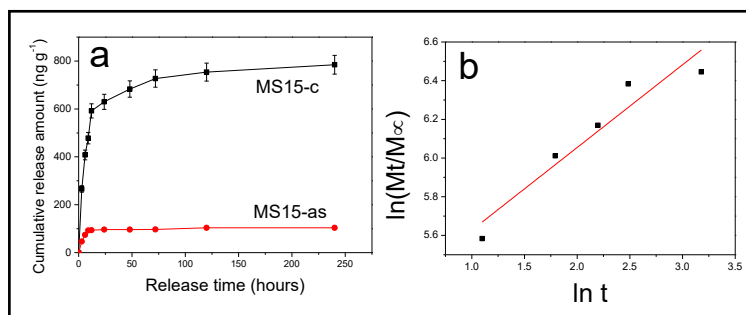 a
Cumulative release amount (ng g-1)
800
600
400
200
0
MS15-c
MS15-as
0 50 100 150 200 250
Release time (hours)
b
ln(Mt/M∝)
6.6
6.4
6.2
6.0
5.8
5.6
1.0 1.5 2.0 2.5 3.0 3.5
ln t